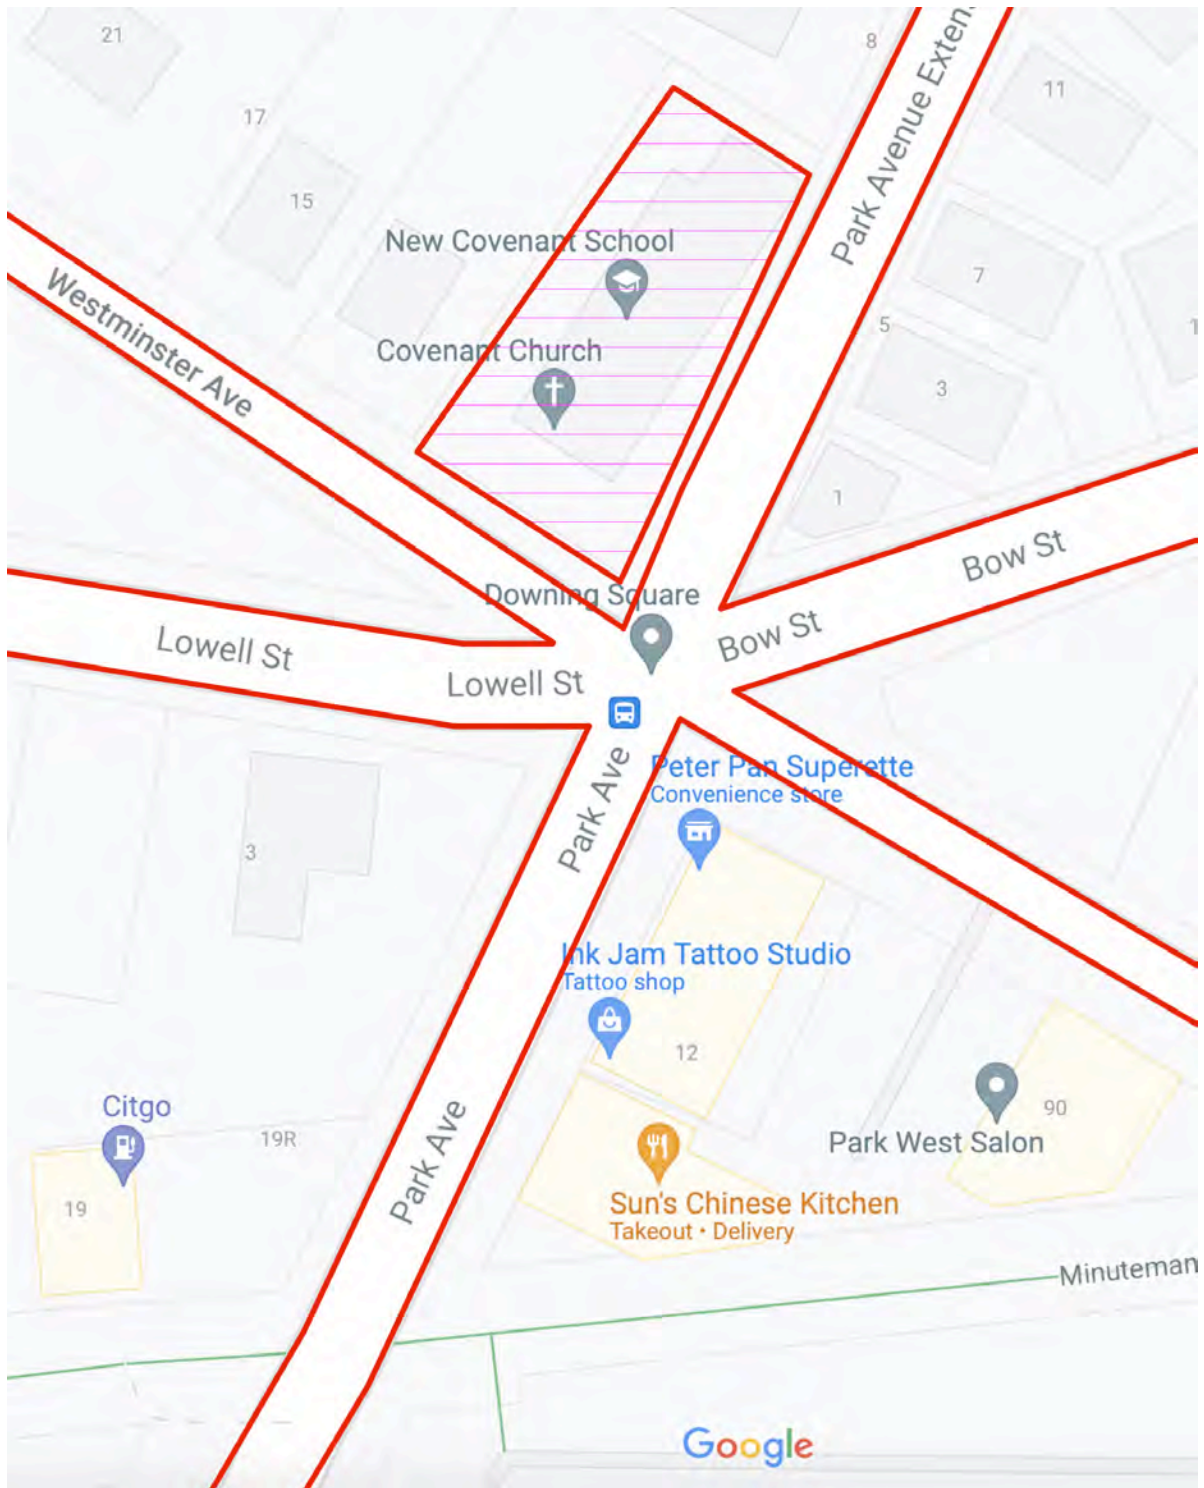 21
8
Park Avenue Exten
11
17
15
New Covenant School
7
Westminster Ave
5
1
Covenant Church
3
1
Bow St
Downing Square
Bow St
Lowell St
Lowell St
Park Ave
Peter Pan Superette
Convenience store
3
Ink Jam Tattoo Studio
Tattoo shop
12
Citgo
90
19R
Park West Salon
Park Ave
19
Sun's Chinese Kitchen
Takeout • Delivery
Minuteman
Google